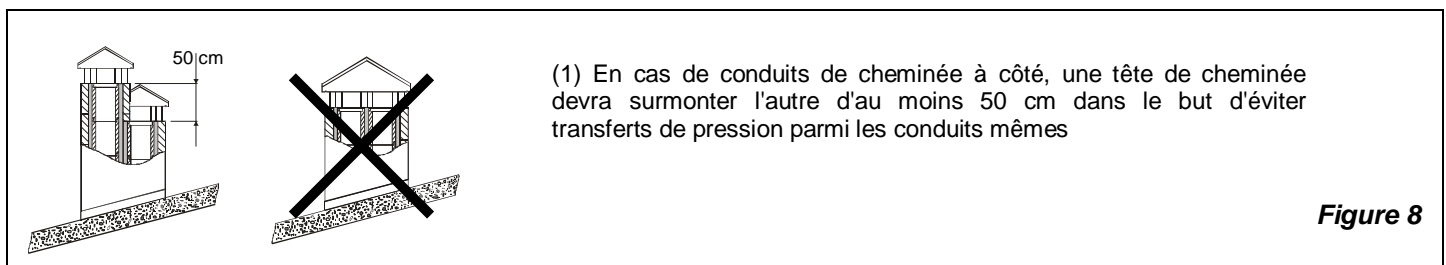 50 cm
(1) En cas de conduits de cheminée à côté, une tête de cheminée
devra surmonter l'autre d'au moins 50 cm dans le but d'éviter
transferts de pression parmi les conduits mêmes
Figure 8